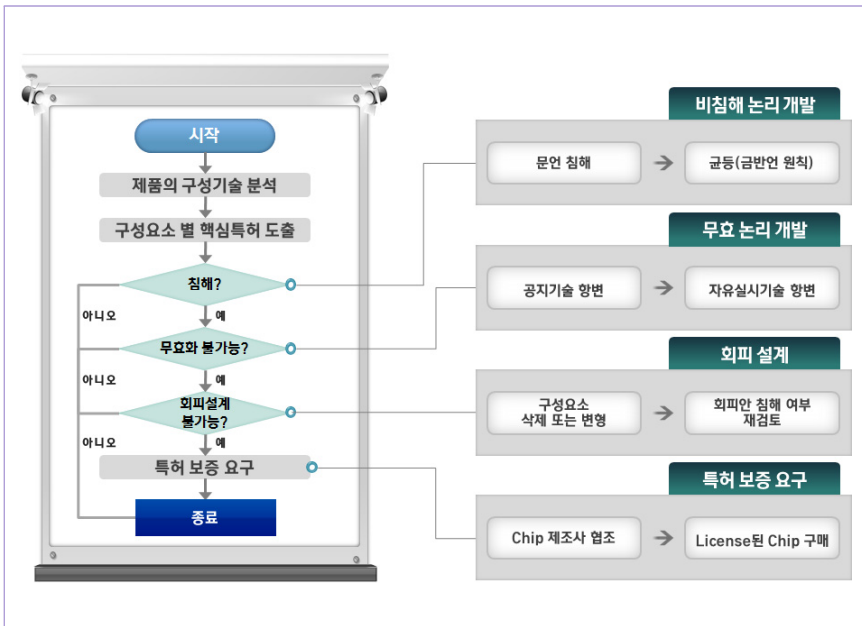 시작
제품의 구성기술 분석
구성요소 별 핵심특허 도출
침해?
아니오
예
무효화 불가능?
아니오
예
회피설계
불가능?
아니오
예
특허 보증 요구
종료
비침해 논리 개발
문언 침해
균등(금반언 원칙)
무효 논리 개발
공지기술 항변
자유실시기술 항변
회피 설계
구성요소
삭제 또는 변형
회피안 침해 여부
재검토
특허 보증 요구
Chip 제조사 협조
License된 Chip 구매